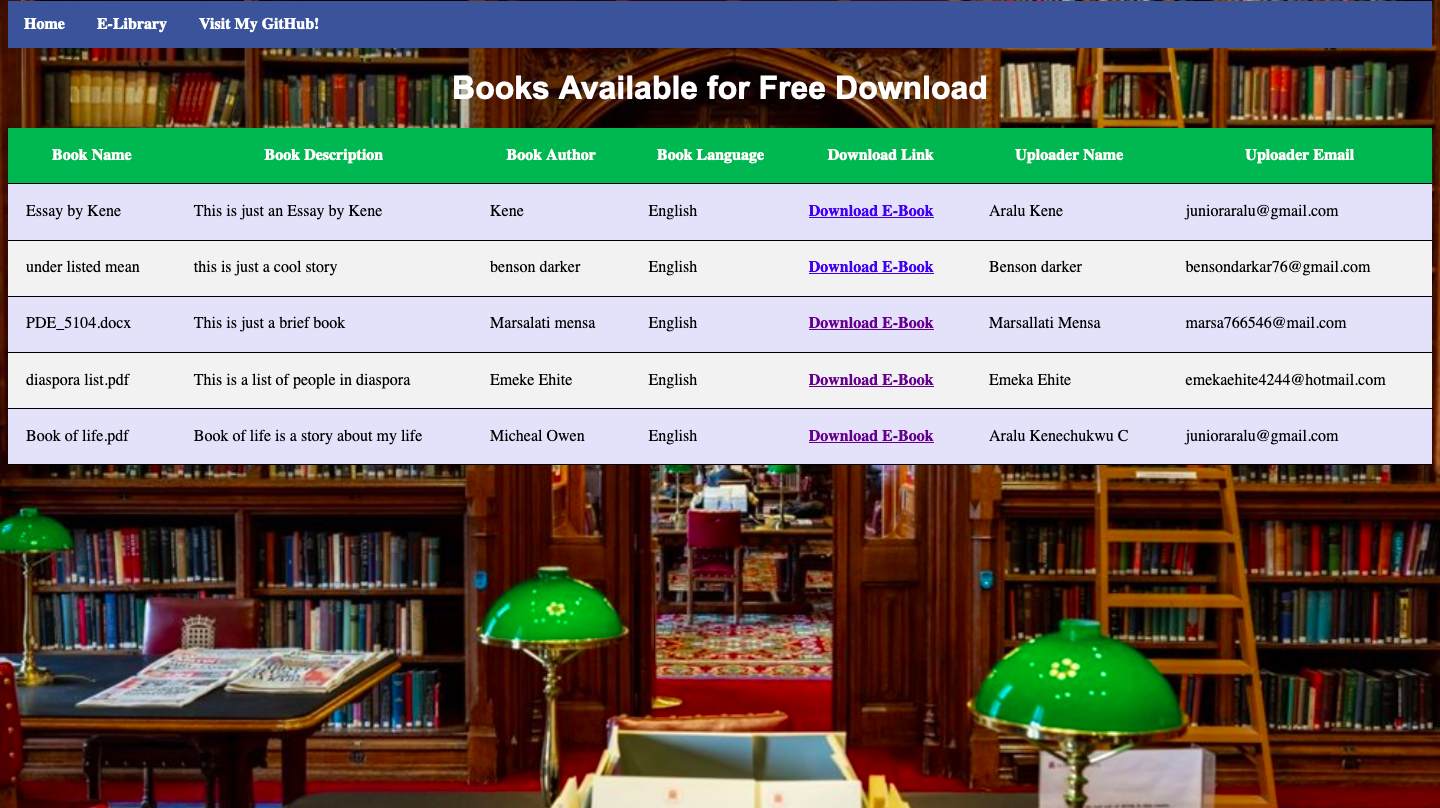 Home E-Library Visit My GitHub!
Books Available for Free Download
Book Name Book Description Book Author Book Language Download Link Uploader Name Uploader Email
Essay by Kene This is just an Essay by Kene Kene English Download E-Book Aralu Kene junioraralu@gmail.com
under listed mean this is just a cool story benson darker English Download E-Book Benson darker bensondarkar76@gmail.com
PDE_5104.docx This is just a brief book Marsalati mensa English Download E-Book Marsallati Mensa marsa766546@mail.com
diaspora list.pdf This is a list of people in diaspora Emeke Ehite English Download E-Book Emeka Ehite emekaehite4244@hotmail.com
Book of life.pdf Book of life is a story about my life Micheal Owen English Download E-Book Aralu Kenechukwu C junioraralu@gmail.com